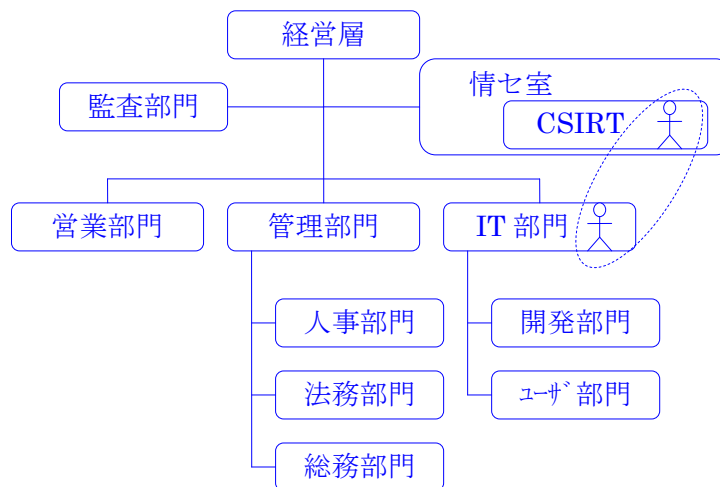 経営層
情セ室
監査部門
CSIRT
営業部門
管理部門
IT 部門
人事部門
開発部門
法務部門
ﾕｰｻﾞ部門
総務部門